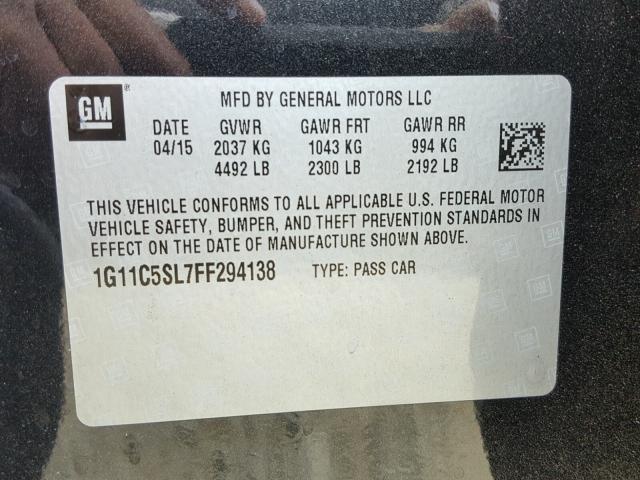 GM
MFD BY GENERAL MOTORS LLC
DATE GVWR GAWR FRT GAWR RR
04/15 2037 KG 1043 KG 994 KG
4492 LB 2300 LB 2192 LB
THIS VEHICLE CONFORMS TO ALL APPLICABLE U.S. FEDERAL MOTOR
VEHICLE SAFETY, BUMPER, AND THEFT PREVENTION STANDARDS IN
EFFECT ON THE DATE OF MANUFACTURE SHOWN ABOVE.
1G11C5SL7FF294138 TYPE: PASS CAR